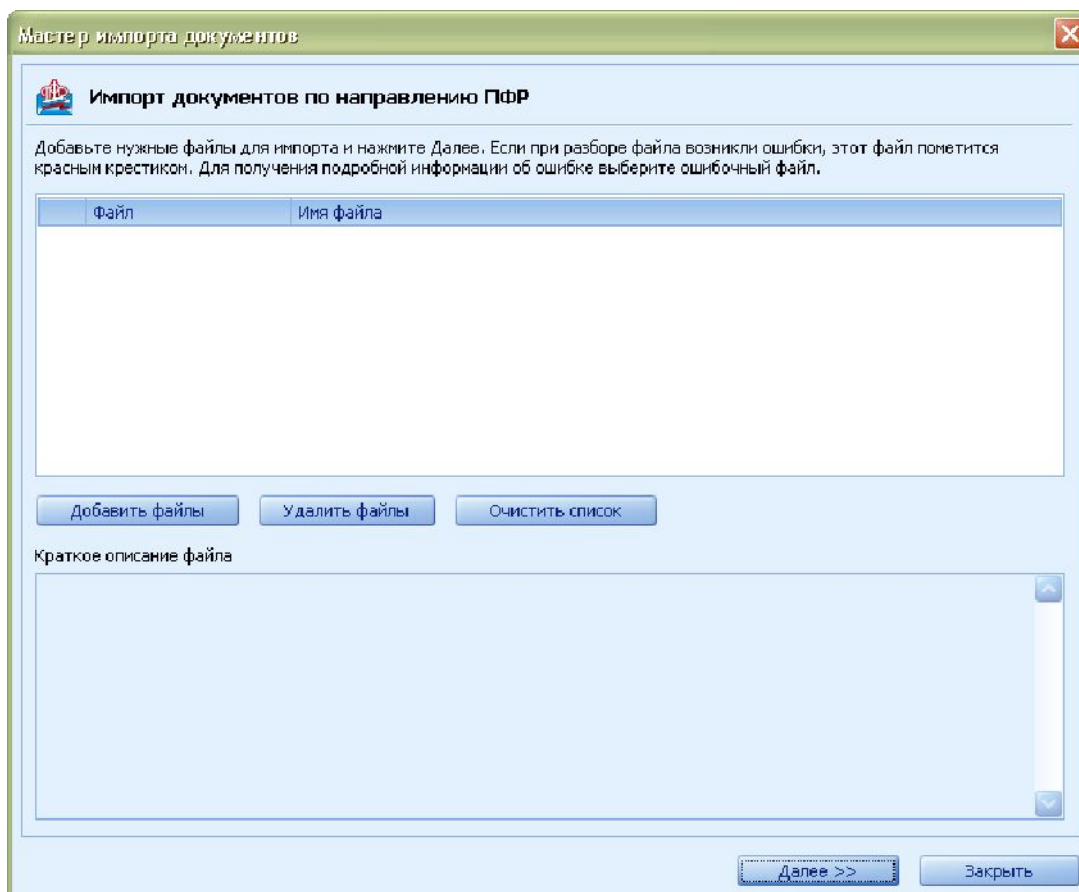 Мастер импорта документов
Импорт документов по направлению ПФР
Добавьте нужные файлы для импорта и нажмите Далее. Если при разборе файла возникли ошибки, этот файл пометится
красным крестиком. Для получения подробной информации об ошибке выберите ошибочный файл.
Файл Имя файла
Добавить файлы Удалить файлы Очистить список
Краткое описание файла
Далее >> Закрыть